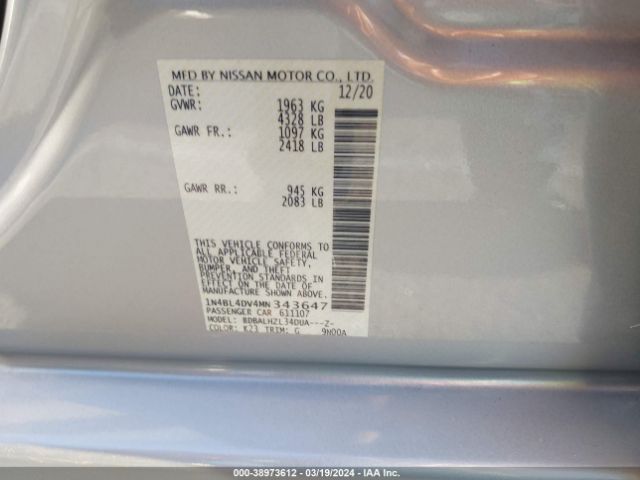 MFD BY NISSAN MOTOR CO., LTD.
DATE: 12/20
GVWR: 1963 KG
4328 LB
GAWR FR.: 1097 KG
2418 LB
GAWR RR.: 945 KG
2083 LB
THIS VEHICLE CONFORMS TO
ALL APPLICABLE FEDERAL
MOTOR VEHICLE SAFETY,
BUMPER, AND THEFT
PREVENTION STANDARDS IN
EFFECT ON THE DATE OF
MANUFACTURE SHOWN ABOVE.
1N4BL4DV4MN343647
PASSENGER CAR 611107
MODEL: BDBALHZL34DUA---Z-
COLOR: K23 TRIM: G 9N00A
000-38973612 - 03/19/2024 - IAA Inc.